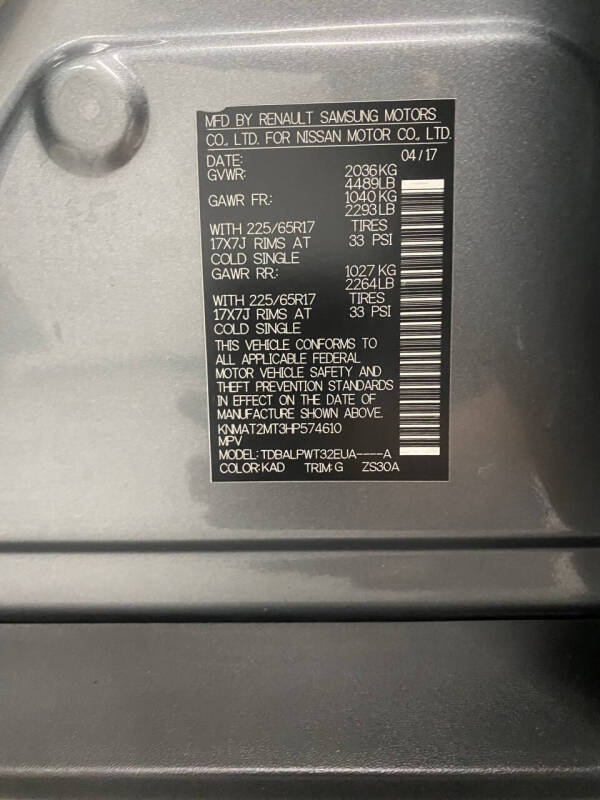 MFD BY RENAULT SAMSUNG MOTORS
CO., LTD. FOR NISSAN MOTOR CO., LTD.
DATE: 04/17
GVWR: 2036KG
4489LB
GAWR FR: 1040KG
2293LB
WITH 225/65R17 TIRES
17X7J RIMS AT 33 PSI
COLD SINGLE
GAWR RR: 1027KG
2264LB
WITH 225/65R17 TIRES
17X7J RIMS AT 33 PSI
COLD SINGLE
THIS VEHICLE CONFORMS TO
ALL APPLICABLE FEDERAL
MOTOR VEHICLE SAFETY AND
THEFT PREVENTION STANDARDS
IN EFFECT ON THE DATE OF
MANUFACTURE SHOWN ABOVE.
KNMAT2MT3HP574610
MPV
MODEL: TDBALPWT32EUA----A
COLOR: KAD TRIM: G ZS30A